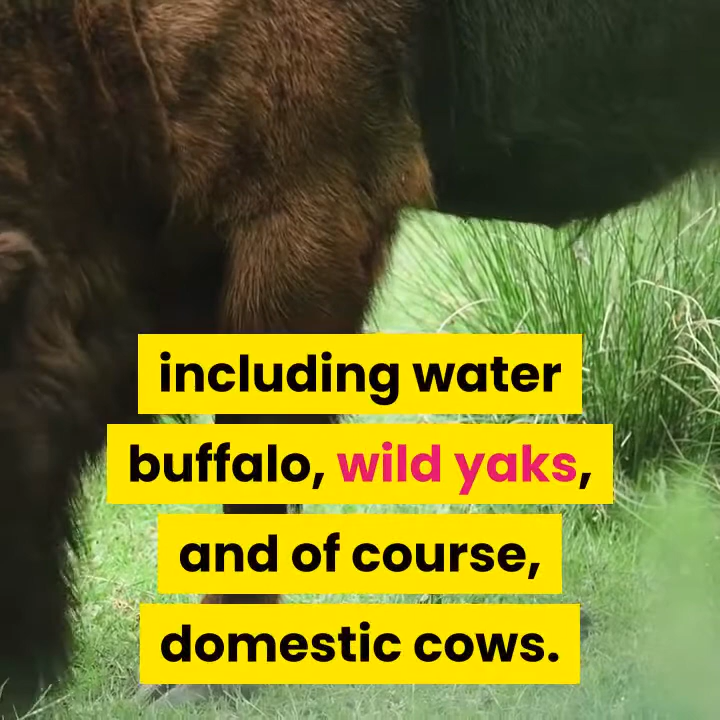 including water
buffalo, wild yaks,
and of course,
domestic cows.